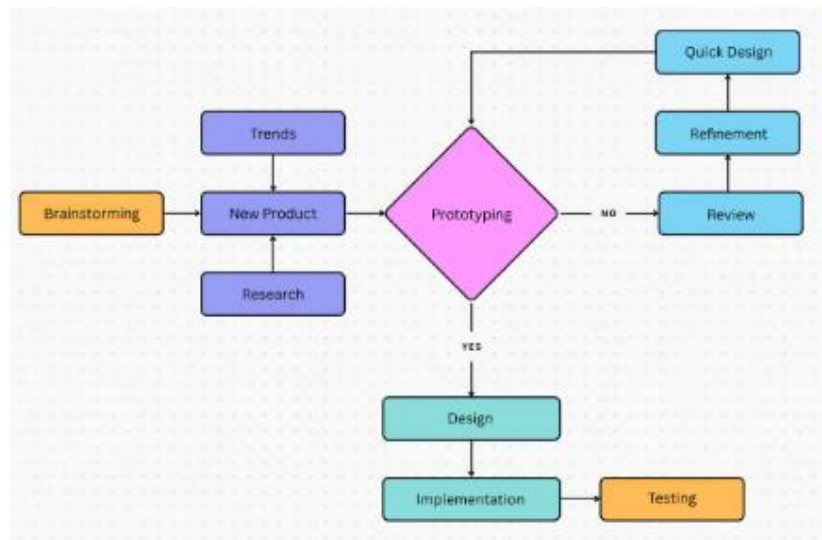 Quick Design
Trends
Refinement
Brainstorming
New Product
Prototyping
NO
Review
Research
YES
Design
Implementation
Testing